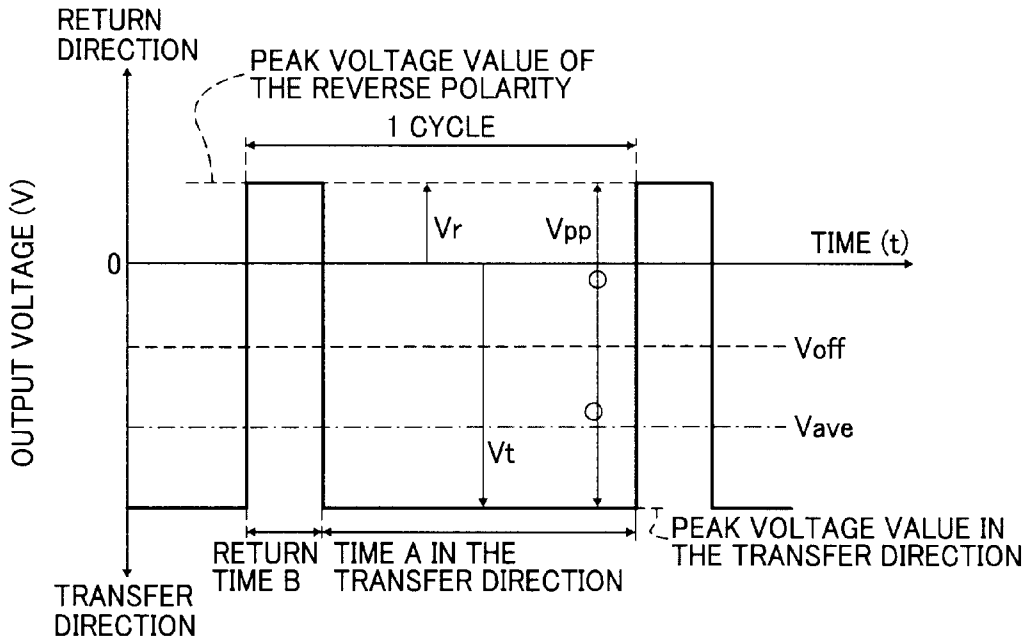 RETURN
DIRECTION
PEAK VOLTAGE VALUE OF
THE REVERSE POLARITY
1 CYCLE
OUTPUT VOLTAGE (V)
Vr
Vpp
TIME (t)
0
Voff
Vave
Vt
RETURN
TIME B
TIME A IN THE
TRANSFER DIRECTION
PEAK VOLTAGE VALUE IN
THE TRANSFER DIRECTION
TRANSFER
DIRECTION